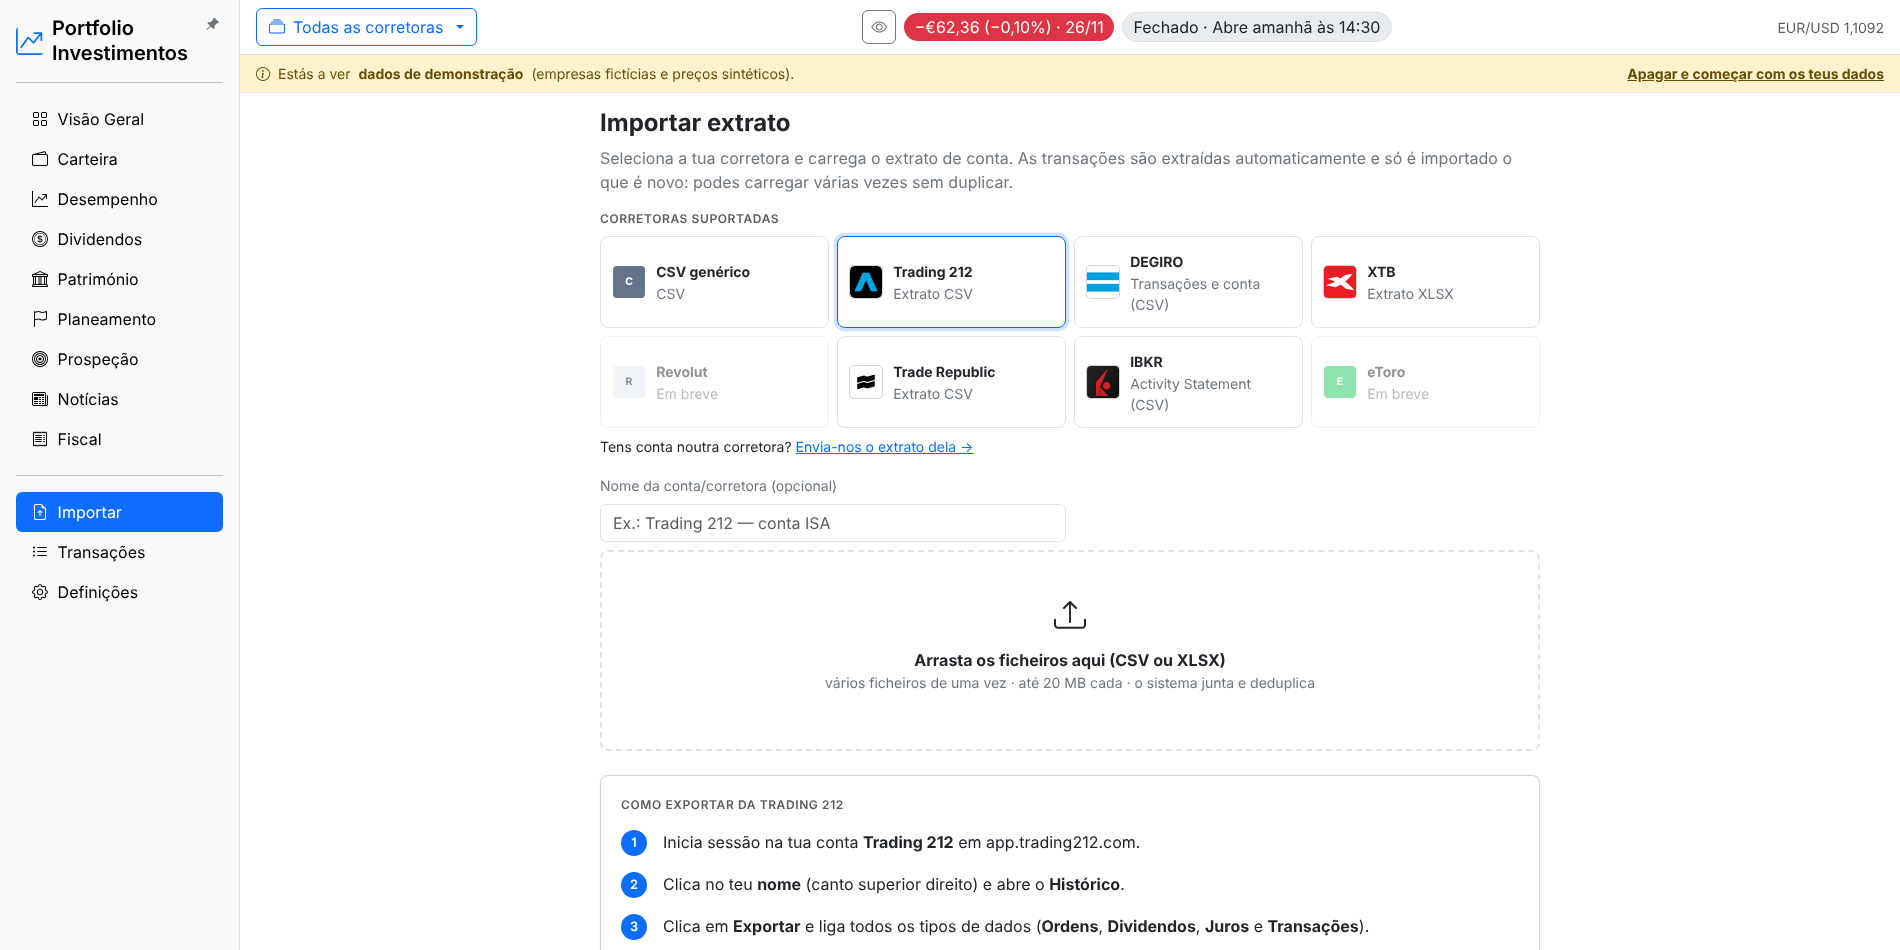 Portfolio
Investimentos
Todas as corretoras
−€62,36 (−0,10%) · 26/11
Fechado · Abre amanhã às 14:30
EUR/USD 1,1092
Estás a ver dados de demonstração (empresas fictícias e preços sintéticos).
Apagar e começar com os teus dados
Visão Geral
Carteira
Desempenho
Dividendos
Património
Planeamento
Prospeção
Notícias
Fiscal
Importar
Transações
Definições
Importar extrato
Seleciona a tua corretora e carrega o extrato de conta. As transações são extraídas automaticamente e só é importado o
que é novo: podes carregar várias vezes sem duplicar.
CORRETORAS SUPORTADAS
C
CSV genérico
CSV
Trading 212
Extrato CSV
DEGIRO
Transações e conta
(CSV)
XTB
Extrato XLSX
R
Revolut
Em breve
Trade Republic
Extrato CSV
IBKR
Activity Statement
(CSV)
E
eToro
Em breve
Tens conta noutra corretora? Envia-nos o extrato dela →
Nome da conta/corretora (opcional)
Ex.: Trading 212 — conta ISA
Arrasta os ficheiros aqui (CSV ou XLSX)
vários ficheiros de uma vez · até 20 MB cada · o sistema junta e deduplica
COMO EXPORTAR DA TRADING 212
1 Inicia sessão na tua conta Trading 212 em app.trading212.com.
2 Clica no teu nome (canto superior direito) e abre o Histórico.
3 Clica em Exportar e liga todos os tipos de dados (Ordens, Dividendos, Juros e Transações).